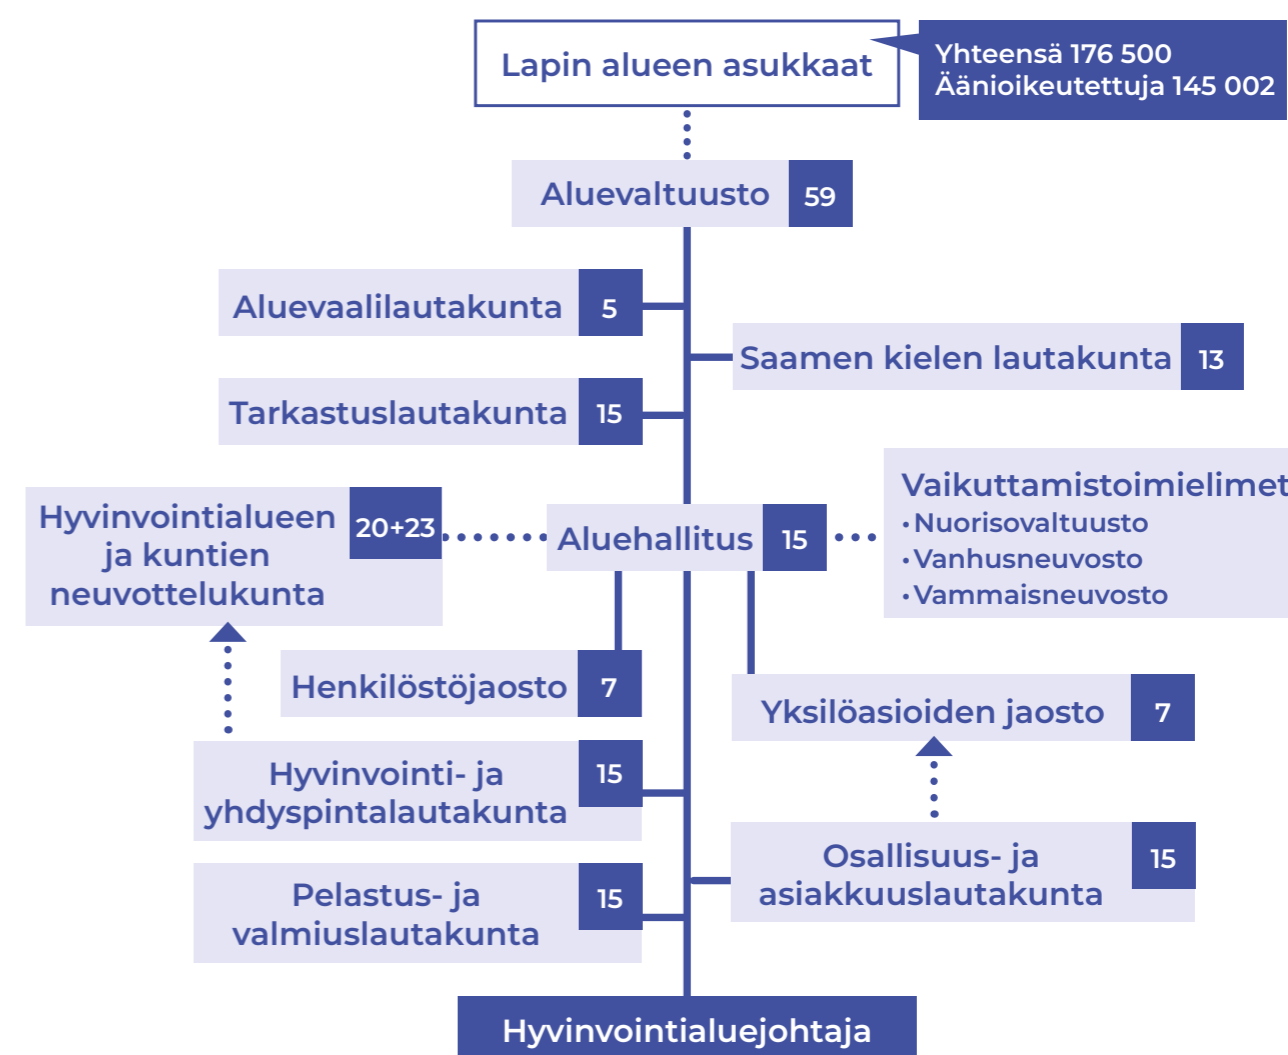 Lapin alueen asukkaat
Yhteensä 176 500
Äänioikeutettuja 145 002
Aluevaltuusto 59
Aluevaalilautakunta 5
Saamen kielen lautakunta 13
Tarkastuslautakunta 15
Hyvinvointialueen
ja kuntien
neuvottelukunta
20+23
Aluehallitus 15
Vaikuttamistoimielimet
• Nuorisovaltuusto
• Vanhusneuvosto
• Vammaisneuvosto
Henkilöstöjaosto 7
Yksilöasioiden jaosto 7
Hyvinvointi- ja
yhdyspintalautakunta
15
Osallisuus- ja
asiakkuuslautakunta
15
Pelastus- ja
valmiuslautakunta
15
Hyvinvointialuejohtaja